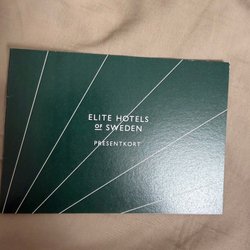 ELITE HOTELS
OF SWEDEN
PRESENTKORT